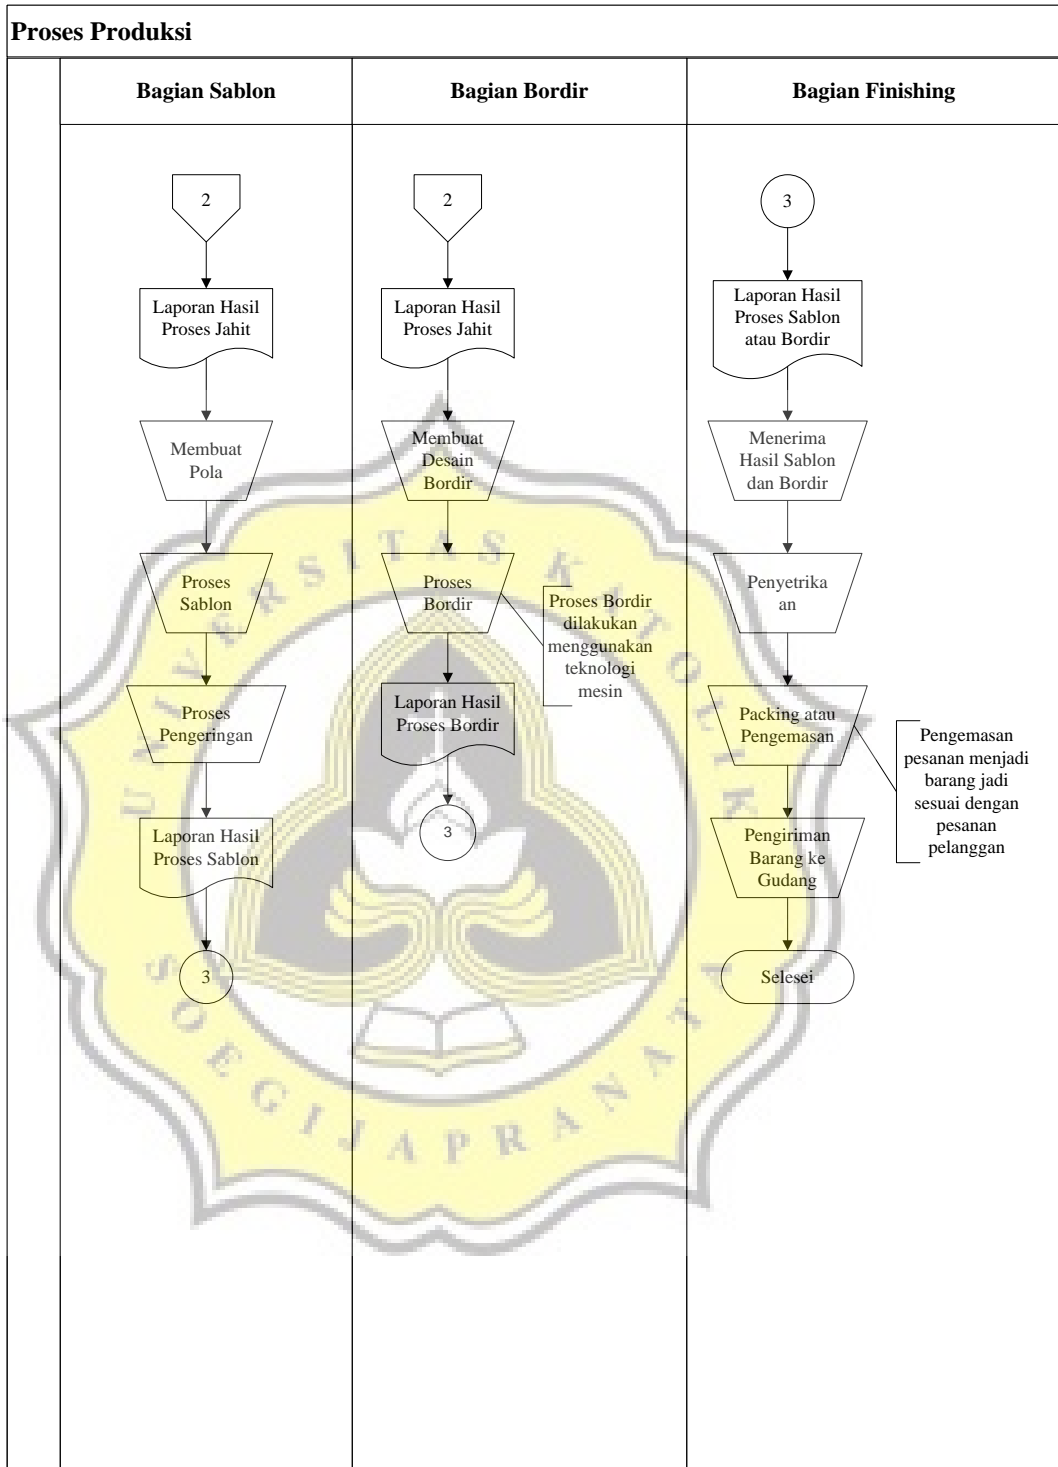 Proses Produksi
Bagian Sablon
Bagian Bordir
Bagian Finishing
2
Laporan Hasil
Proses Jahit
Membuat
Pola
Proses
Sablon
Proses
Pengeringan
Laporan Hasil
Proses Sablon
3
2
Laporan Hasil
Proses Jahit
Membuat
Desain
Bordir
Proses
Bordir
Proses Bordir
dilakukan
menggunakan
teknologi
mesin
Laporan Hasil
Proses Bordir
3
3
Laporan Hasil
Proses Sablon
atau Bordir
Menerima
Hasil Sablon
dan Bordir
Penyetrika
an
Packing atau
Pengemasan
Pengemasan
pesanan menjadi
barang jadi
sesuai dengan
pesanan
pelanggan
Pengiriman
Barang ke
Gudang
Selesei
UNIVERSITAS KATOLIK
SOEGIJAPRANATA